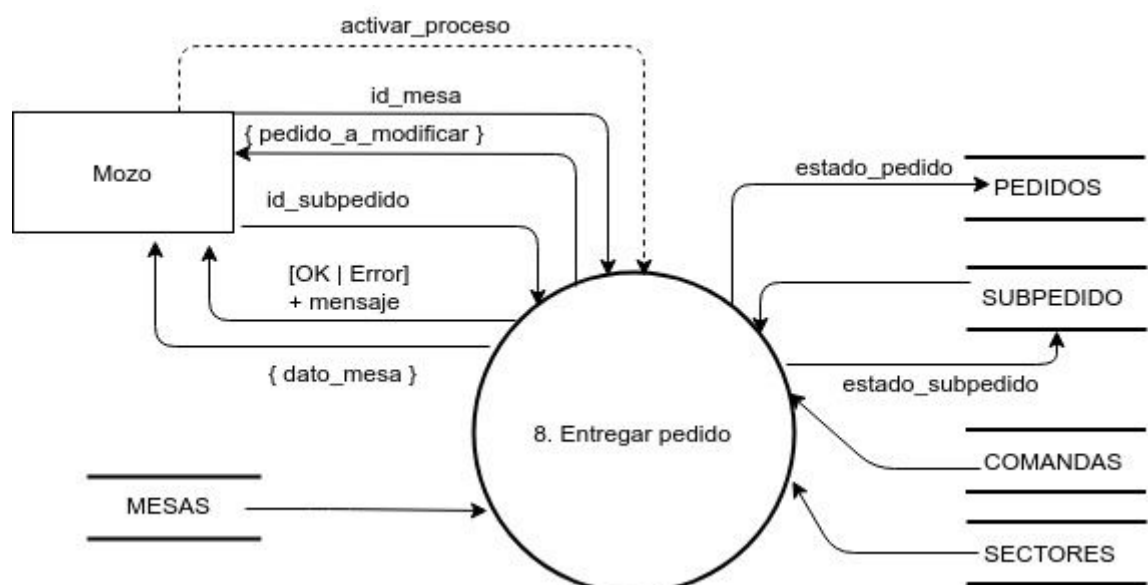 activar_proceso
id_mesa
{ pedido_a_modificar }
Mozo
id_subpedido
[OK | Error]
+ mensaje
{ dato_mesa }
estado_pedido
PEDIDOS
SUBPEDIDO
estado_subpedido
8. Entregar pedido
COMANDAS
MESAS
SECTORES